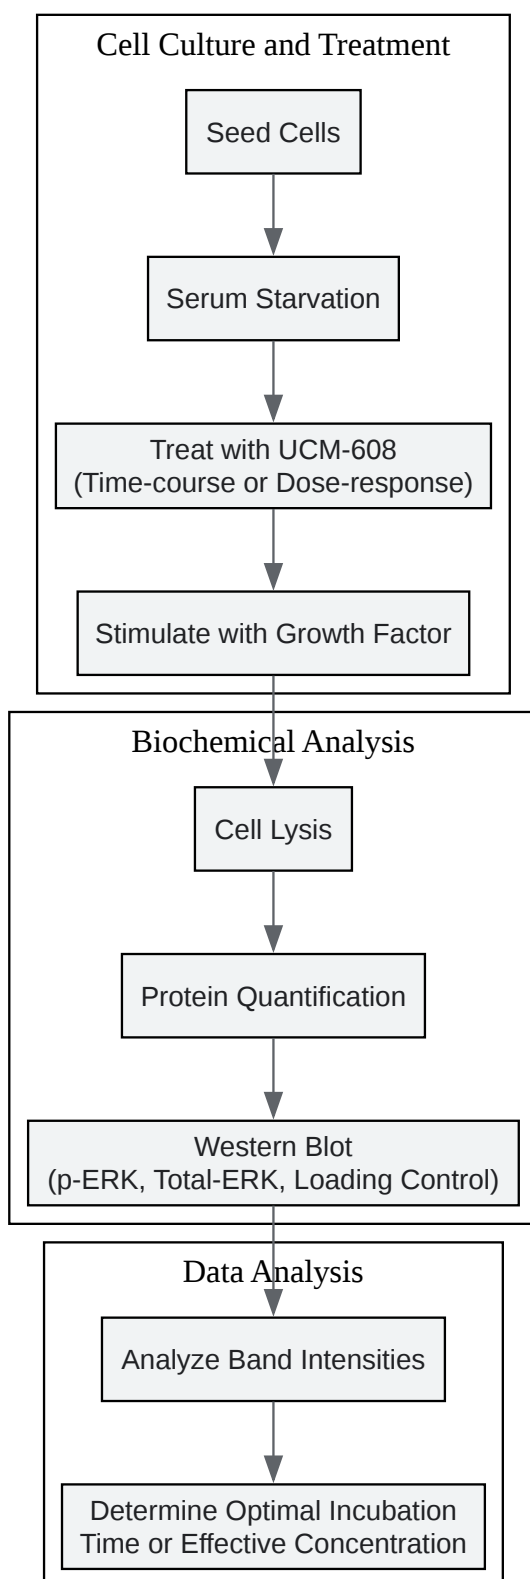 Cell Culture and Treatment
Seed Cells
Serum Starvation
Treat with UCM-608
(Time-course or Dose-response)
Stimulate with Growth Factor
Biochemical Analysis
Cell Lysis
Protein Quantification
Western Blot
(p-ERK, Total-ERK, Loading Control)
Data Analysis
Analyze Band Intensities
Determine Optimal Incubation
Time or Effective Concentration